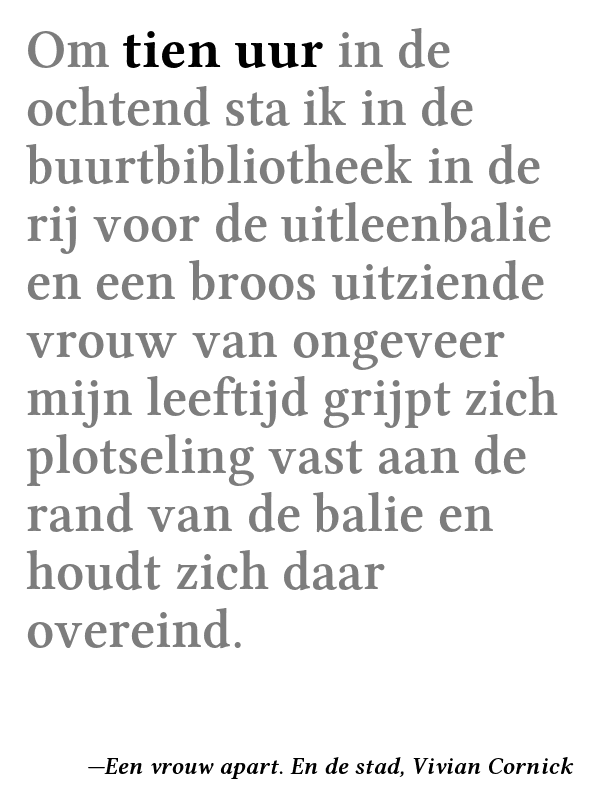 Om tien uur in de
ochtend sta ik in de
buurtbibliotheek in de
rij voor de uitleenbalie
en een broos uitziende
vrouw van ongeveer
mijn leeftijd grijpt zich
plotseling vast aan de
rand van de balie en
houdt zich daar
overeind.
—Een vrouw apart. En de stad, Vivian Cornick